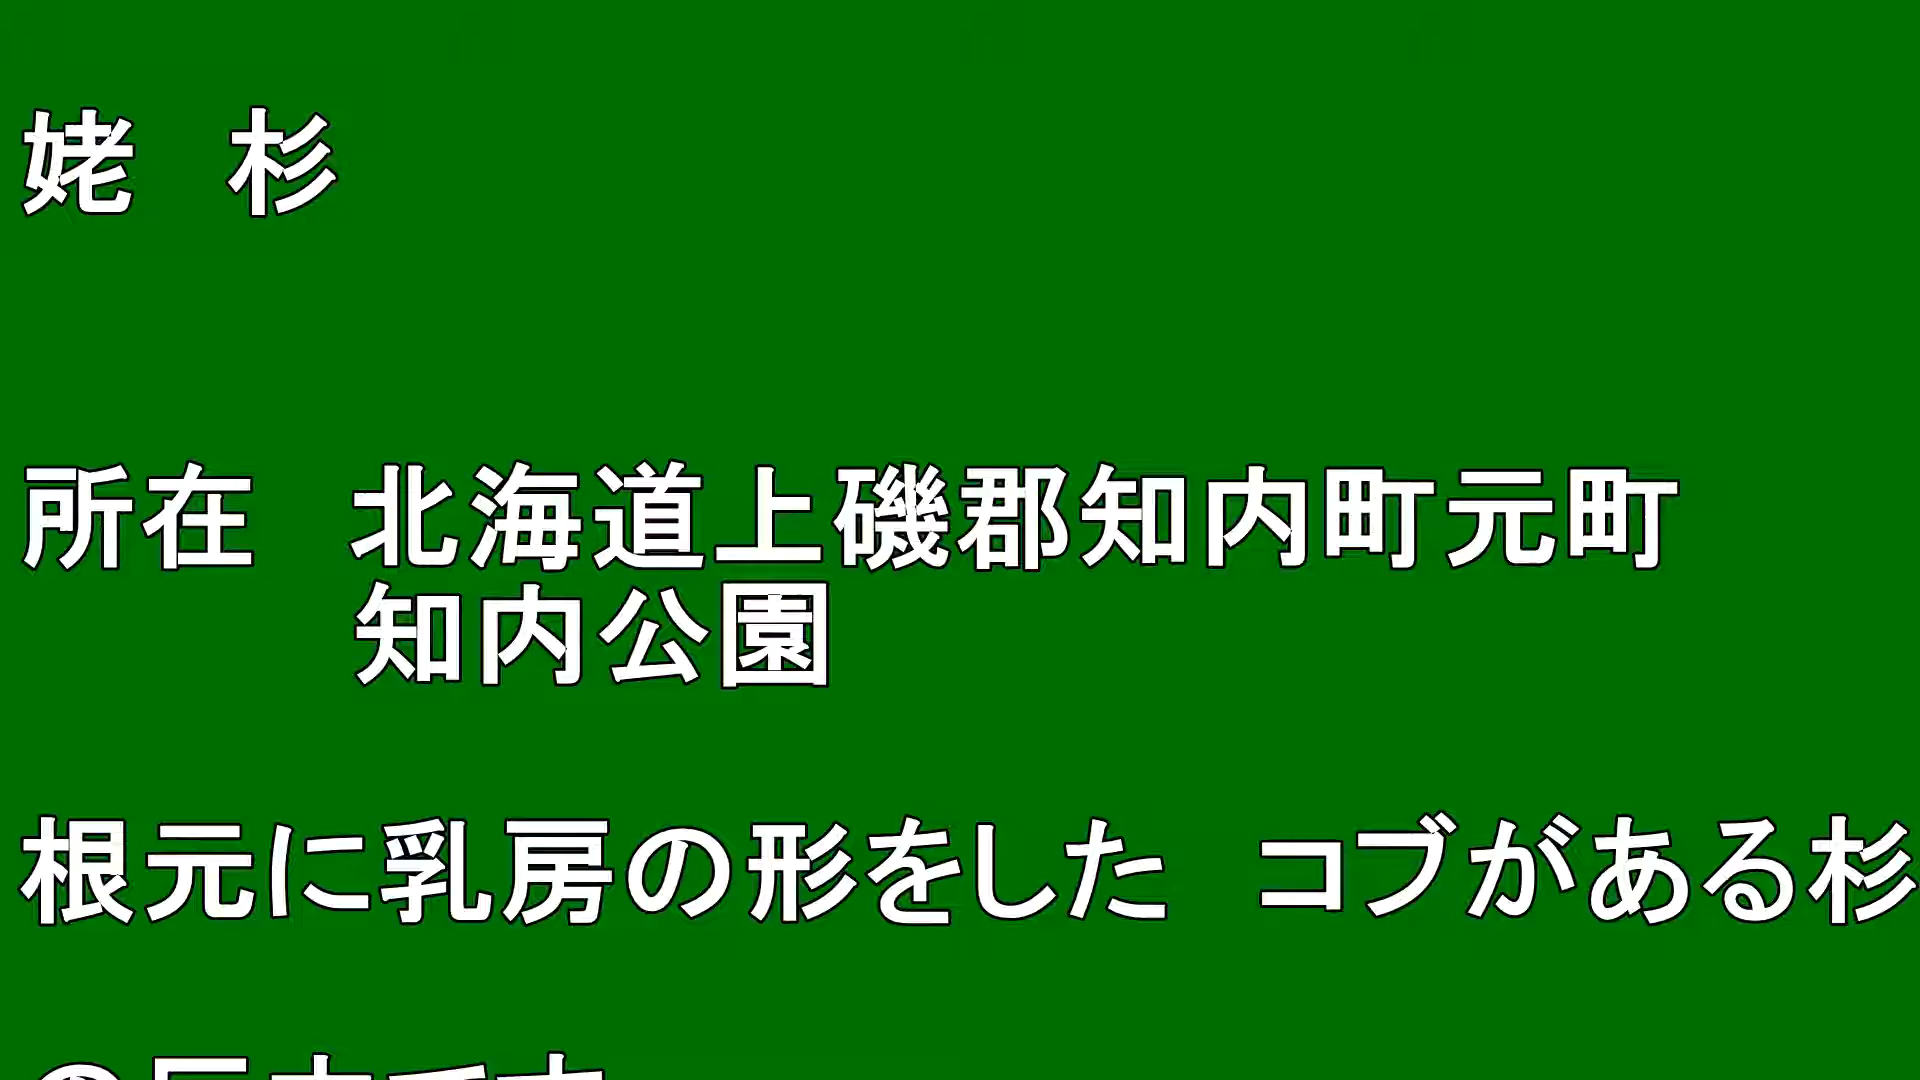 姥　杉
所在　北海道上磯郡知内町元町
知内公園
根元に乳房の形をした　コブがある杉